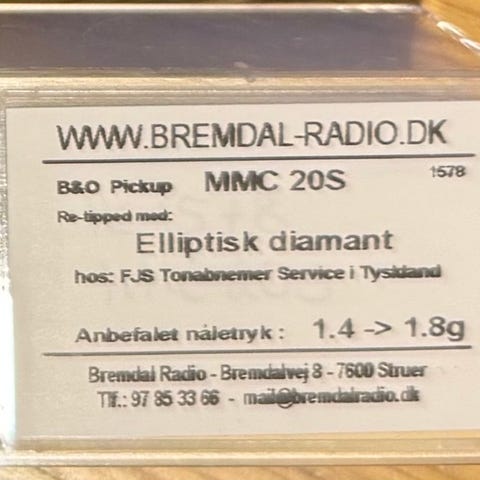 WWW.BREMDAL-RADIO.DK
B&O Pickup MMC 20S 1578
Re-tipped med:
Elliptisk diamant
hos: FJS Tonabnemer Service i Tyskland
Anbefalet nåletryk : 1.4 -> 1.8g
Bremdal Radio - Bremdalvej 8 - 7600 Struer
Tlf.: 97 85 33 66 - mail@bremdalradio.dk